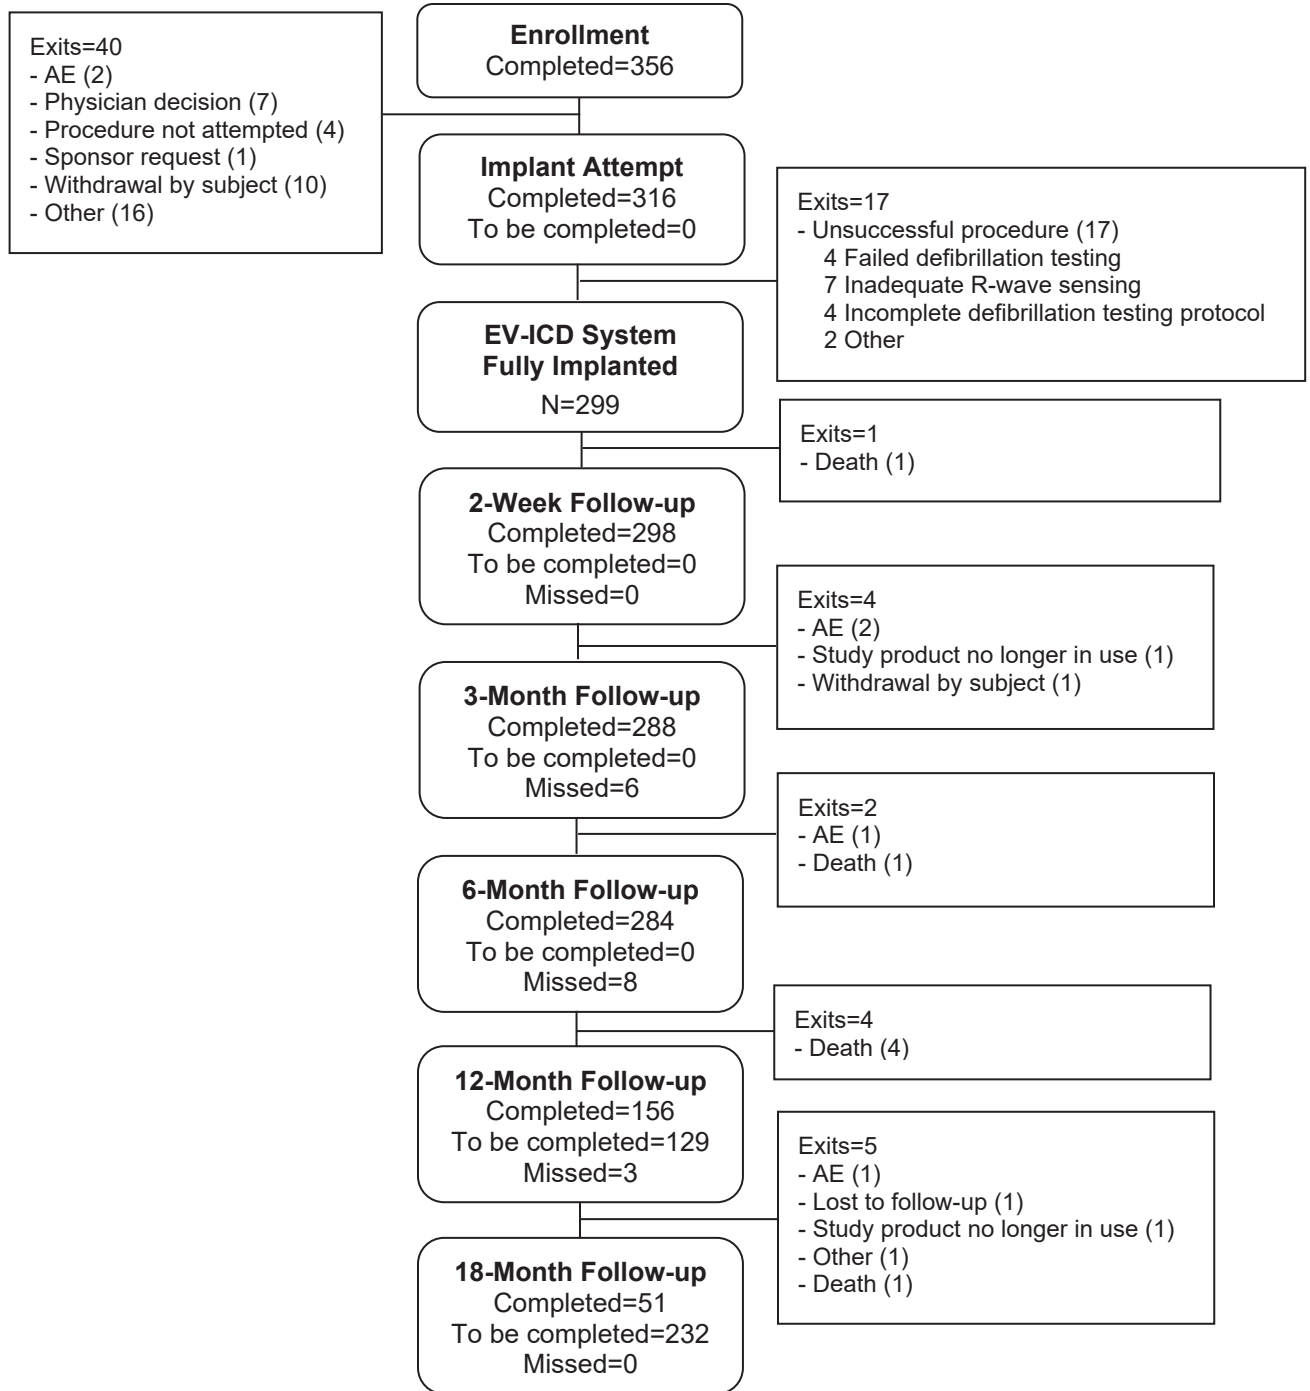 Exits=40
- AE (2)
- Physician decision (7)
- Procedure not attempted (4)
- Sponsor request (1)
- Withdrawal by subject (10)
- Other (16)
Enrollment
Completed=356
Implant Attempt
Completed=316
To be completed=0
Exits=17
- Unsuccessful procedure (17)
4 Failed defibrillation testing
7 Inadequate R-wave sensing
4 Incomplete defibrillation testing protocol
2 Other
EV-ICD System
Fully Implanted
N=299
Exits=1
- Death (1)
2-Week Follow-up
Completed=298
To be completed=0
Missed=0
Exits=4
- AE (2)
- Study product no longer in use (1)
- Withdrawal by subject (1)
3-Month Follow-up
Completed=288
To be completed=0
Missed=6
Exits=2
- AE (1)
- Death (1)
6-Month Follow-up
Completed=284
To be completed=0
Missed=8
Exits=4
- Death (4)
12-Month Follow-up
Completed=156
To be completed=129
Missed=3
Exits=5
- AE (1)
- Lost to follow-up (1)
- Study product no longer in use (1)
- Other (1)
- Death (1)
18-Month Follow-up
Completed=51
To be completed=232
Missed=0